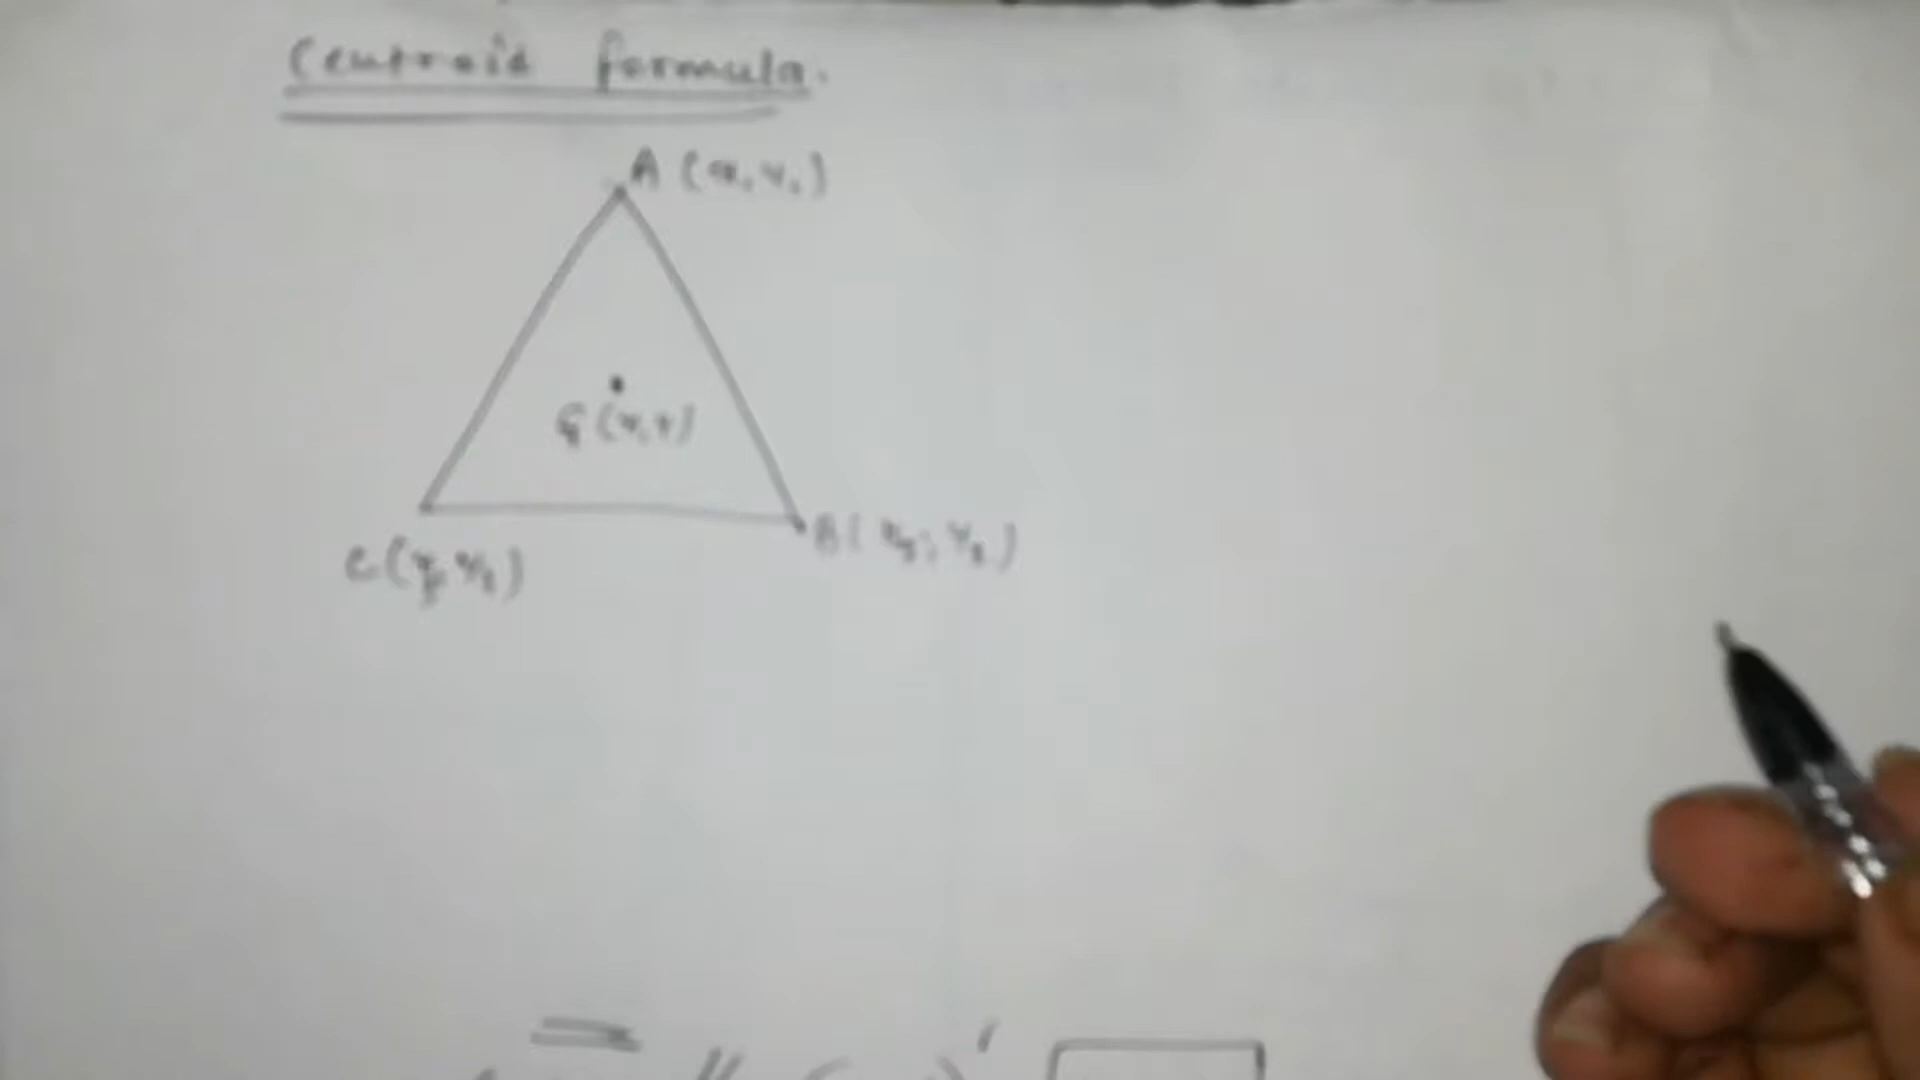 Centroid formula.
A (x₁, y₁)
G (x, y)
B ( x₂, y₂ )
C (x₃, y₃)